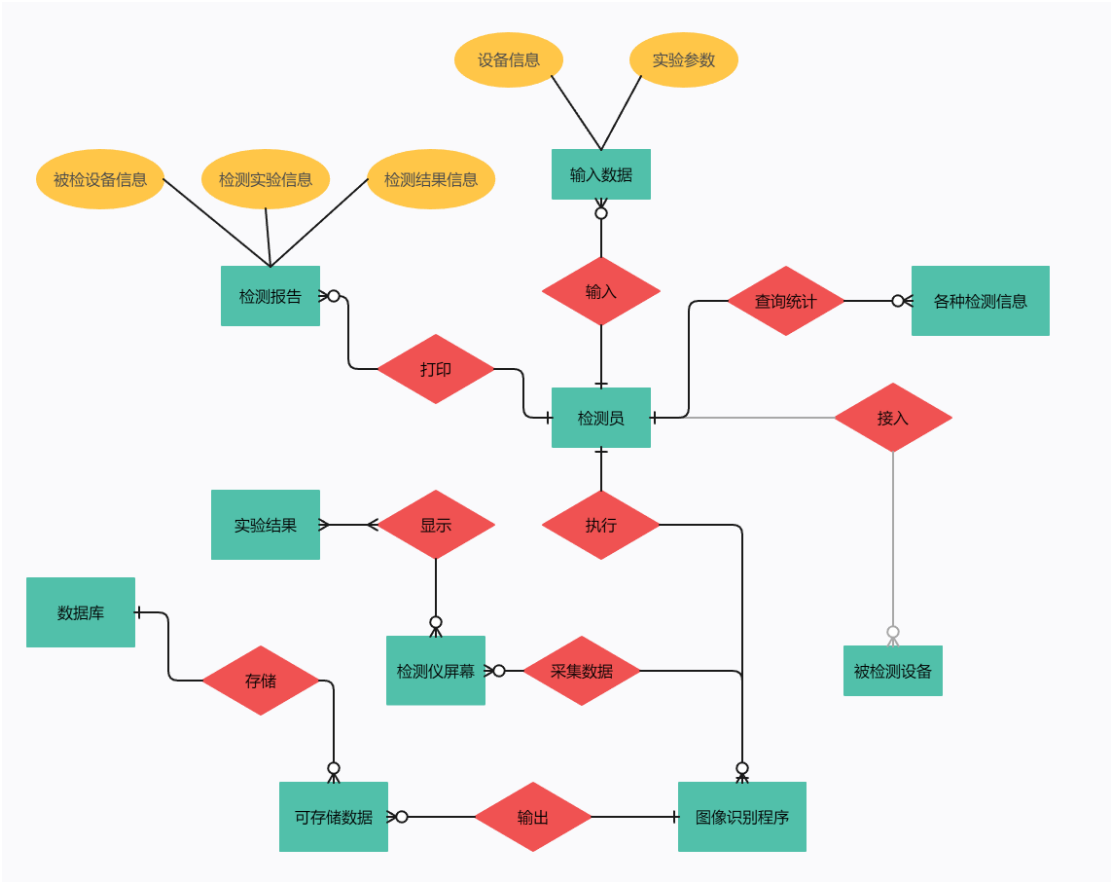 设备信息
实验参数
被检设备信息
检测实验信息
检测结果信息
输入数据
检测报告
输入
查询统计
各种检测信息
打印
检测员
接入
实验结果
显示
执行
数据库
检测仪屏幕
采集数据
被检测设备
存储
可存储数据
输出
图像识别程序